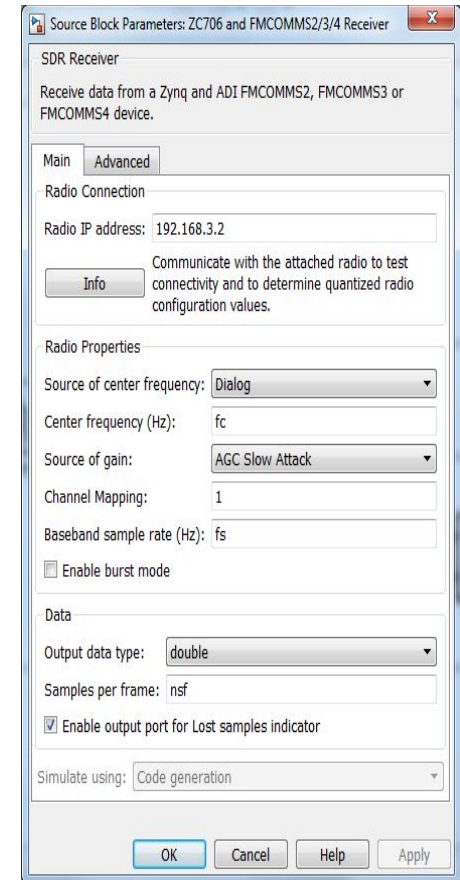 Source Block Parameters: ZC706 and FMCOMMS2/3/4 Receiver
SDR Receiver
Receive data from a Zynq and ADI FMCOMMS2, FMCOMMS3 or
FMCOMMS4 device.
Main Advanced
Radio Connection
Radio IP address: 192.168.3.2
Info
Communicate with the attached radio to test
connectivity and to determine quantized radio
configuration values.
Radio Properties
Source of center frequency: Dialog
Center frequency (Hz): fc
Source of gain: AGC Slow Attack
Channel Mapping: 1
Baseband sample rate (Hz): fs
Enable burst mode
Data
Output data type: double
Samples per frame: nsf
Enable output port for Lost samples indicator
Simulate using: Code generation
OK Cancel Help Apply